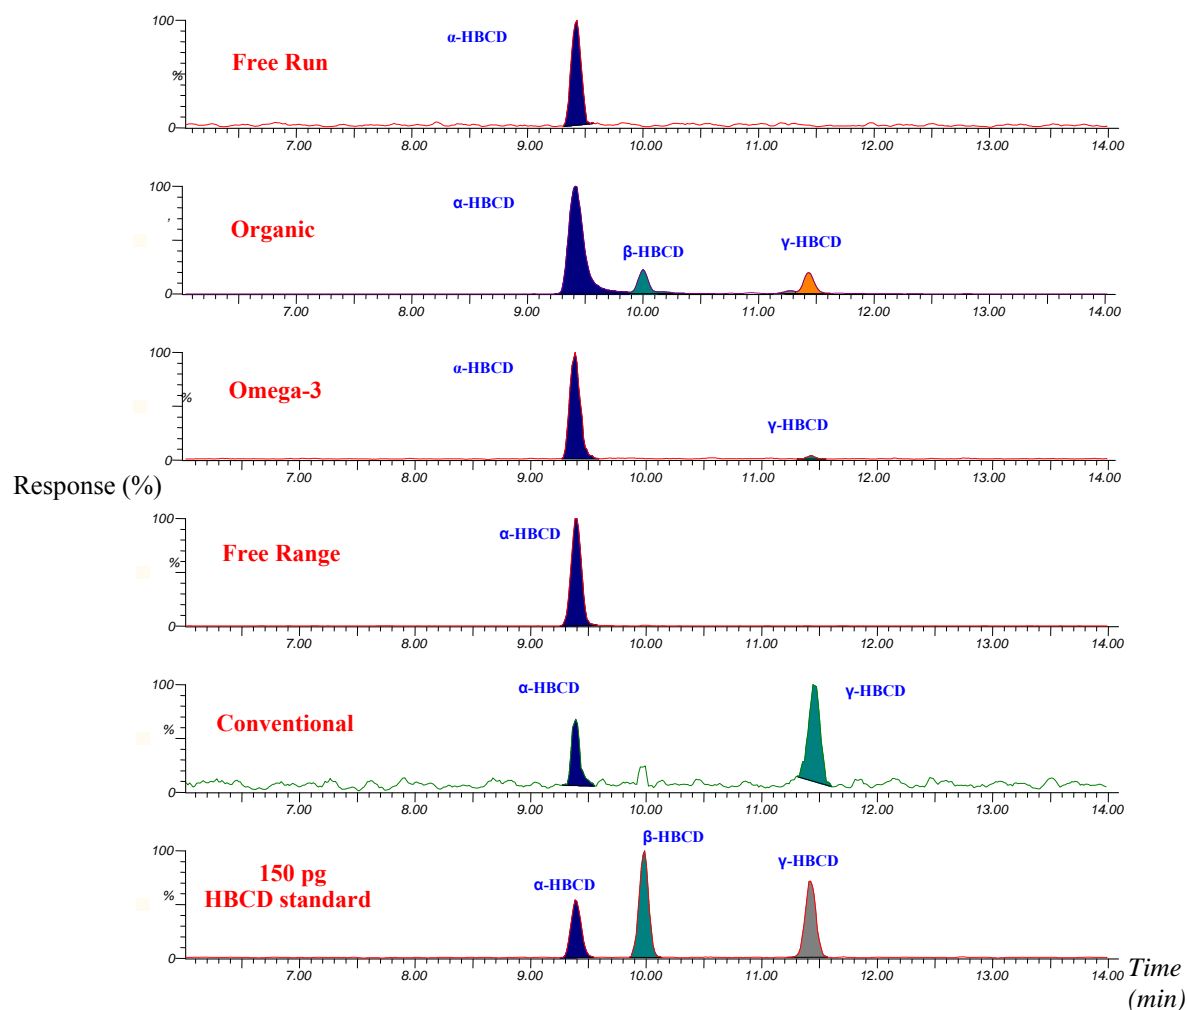 α-HBCD
Free Run
100
%
0
7.00 8.00 9.00 10.00 11.00 12.00 13.00 14.00
α-HBCD
Organic
β-HBCD
γ-HBCD
100
0
7.00 8.00 9.00 10.00 11.00 12.00 13.00 14.00
α-HBCD
Omega-3
γ-HBCD
100
%
0
7.00 8.00 9.00 10.00 11.00 12.00 13.00 14.00
Response (%)
α-HBCD
Free Range
100
%
0
7.00 8.00 9.00 10.00 11.00 12.00 13.00 14.00
α-HBCD
γ-HBCD
Conventional
100
%
0
7.00 8.00 9.00 10.00 11.00 12.00 13.00 14.00
β-HBCD
γ-HBCD
α-HBCD
150 pg
HBCD standard
100
%
0
7.00 8.00 9.00 10.00 11.00 12.00 13.00 14.00
Time
(min)